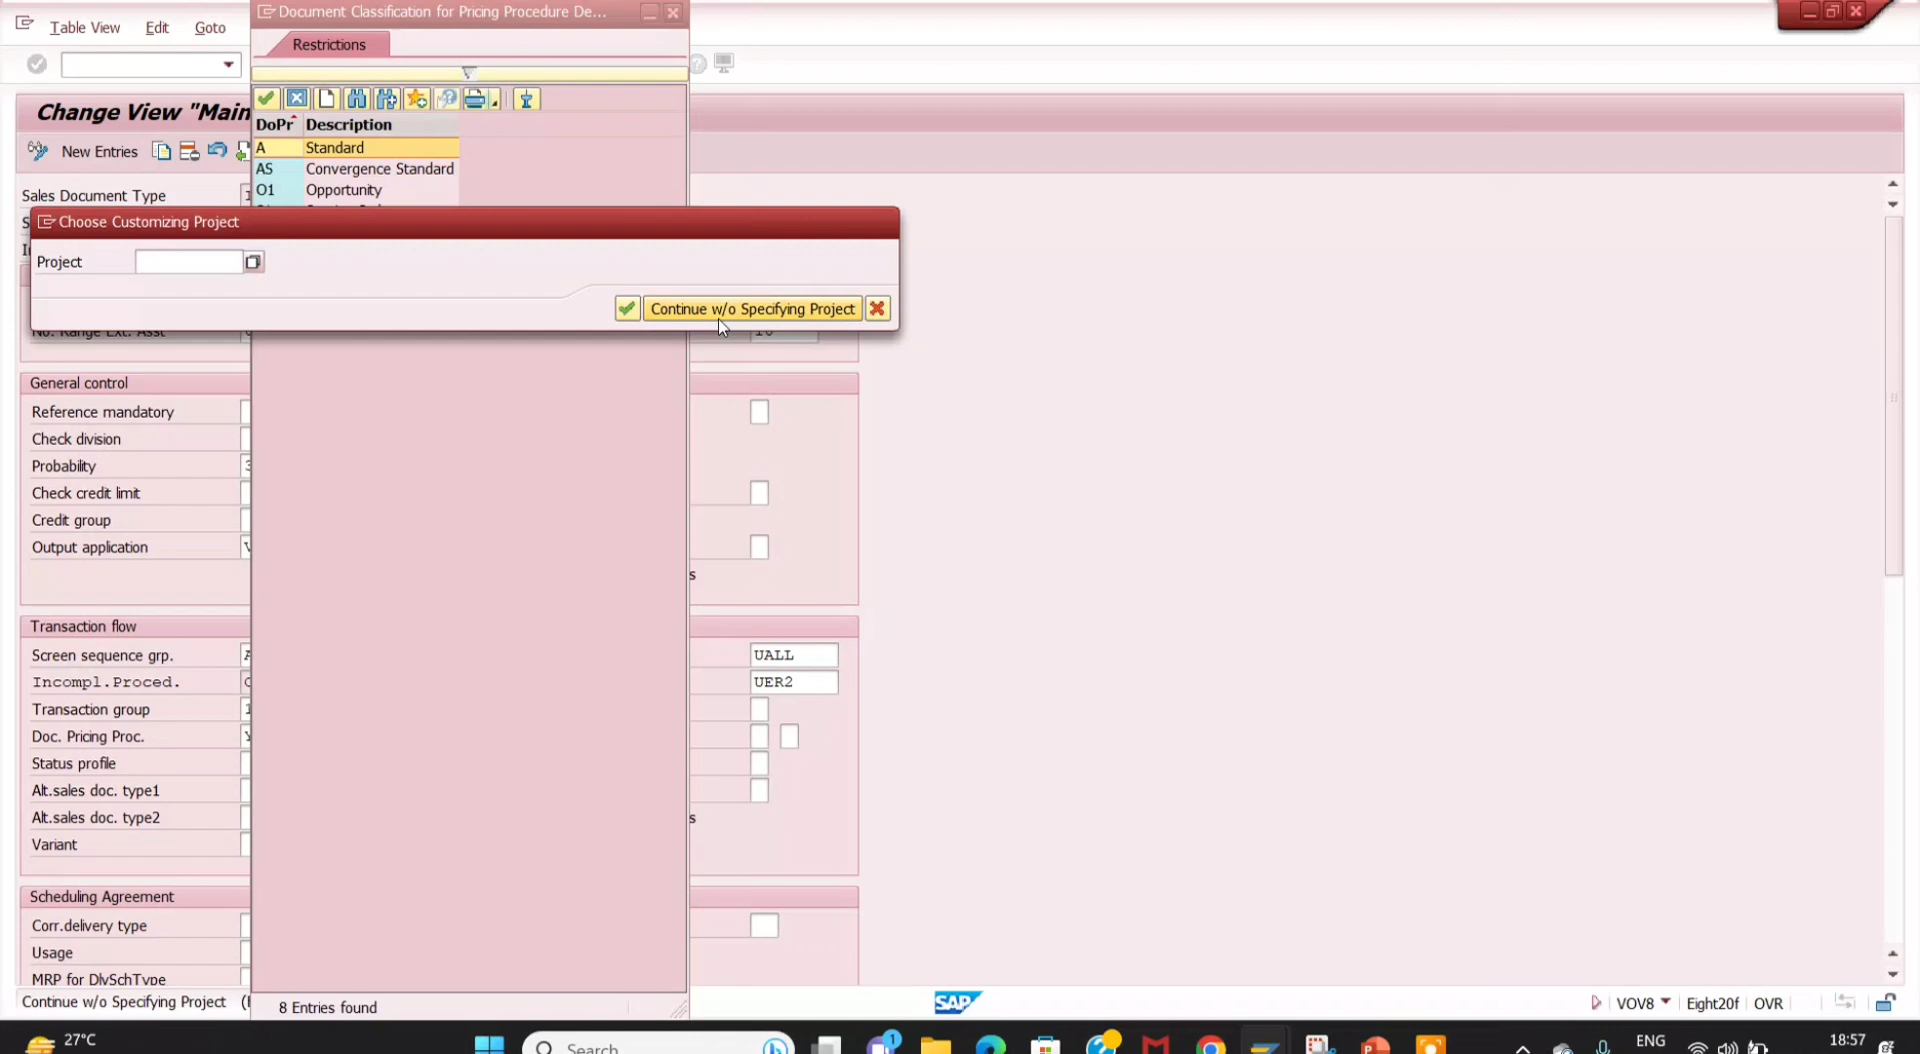 Table View Edit Goto
Document Classification for Pricing Procedure De...
Restrictions
Change View "Main
New Entries
DoPr Description
A Standard
AS Convergence Standard
O1 Opportunity
Sales Document Type
Choose Customizing Project
Project
Continue w/o Specifying Project
No. Range Ext. Asst
General control
Reference mandatory
Check division
Probability
Check credit limit
Credit group
Output application
s
Transaction flow
Screen sequence grp. UALL
Incompl.Proced. UER2
Transaction group
Doc. Pricing Proc.
Status profile
Alt.sales doc. type1
Alt.sales doc. type2 s
Variant
Scheduling Agreement
Corr.delivery type
Usage
MRP for DlvSchType
Continue w/o Specifying Project
8 Entries found
SAP
VOV8 Eight20f OVR
27°C
Search
1
ENG
18:57